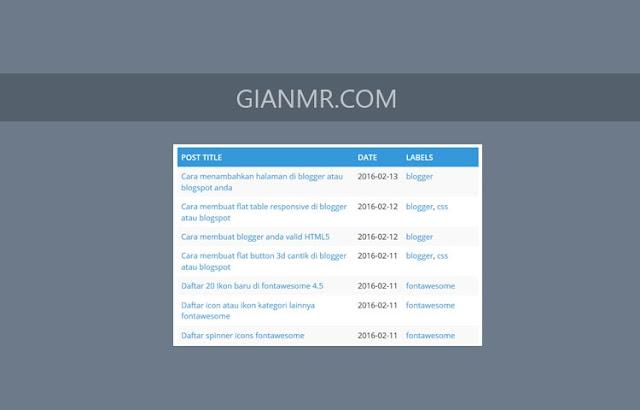 GIANMR.COM
POST TITLE DATE LABELS
Cara menambahkan halaman di blogger atau 2016-02-13 blogger
blogspot anda
Cara membuat flat table responsive di blogger 2016-02-12 blogger, css
atau blogspot
Cara membuat blogger anda valid HTML5 2016-02-12 blogger
Cara membuat flat button 3d cantik di blogger 2016-02-11 blogger, css
atau blogspot
Daftar 20 Ikon baru di fontawesome 4.5 2016-02-11 fontawesome
Daftar icon atau ikon kategori lainnya 2016-02-11 fontawesome
fontawesome
Daftar spinner icons fontawesome 2016-02-11 fontawesome